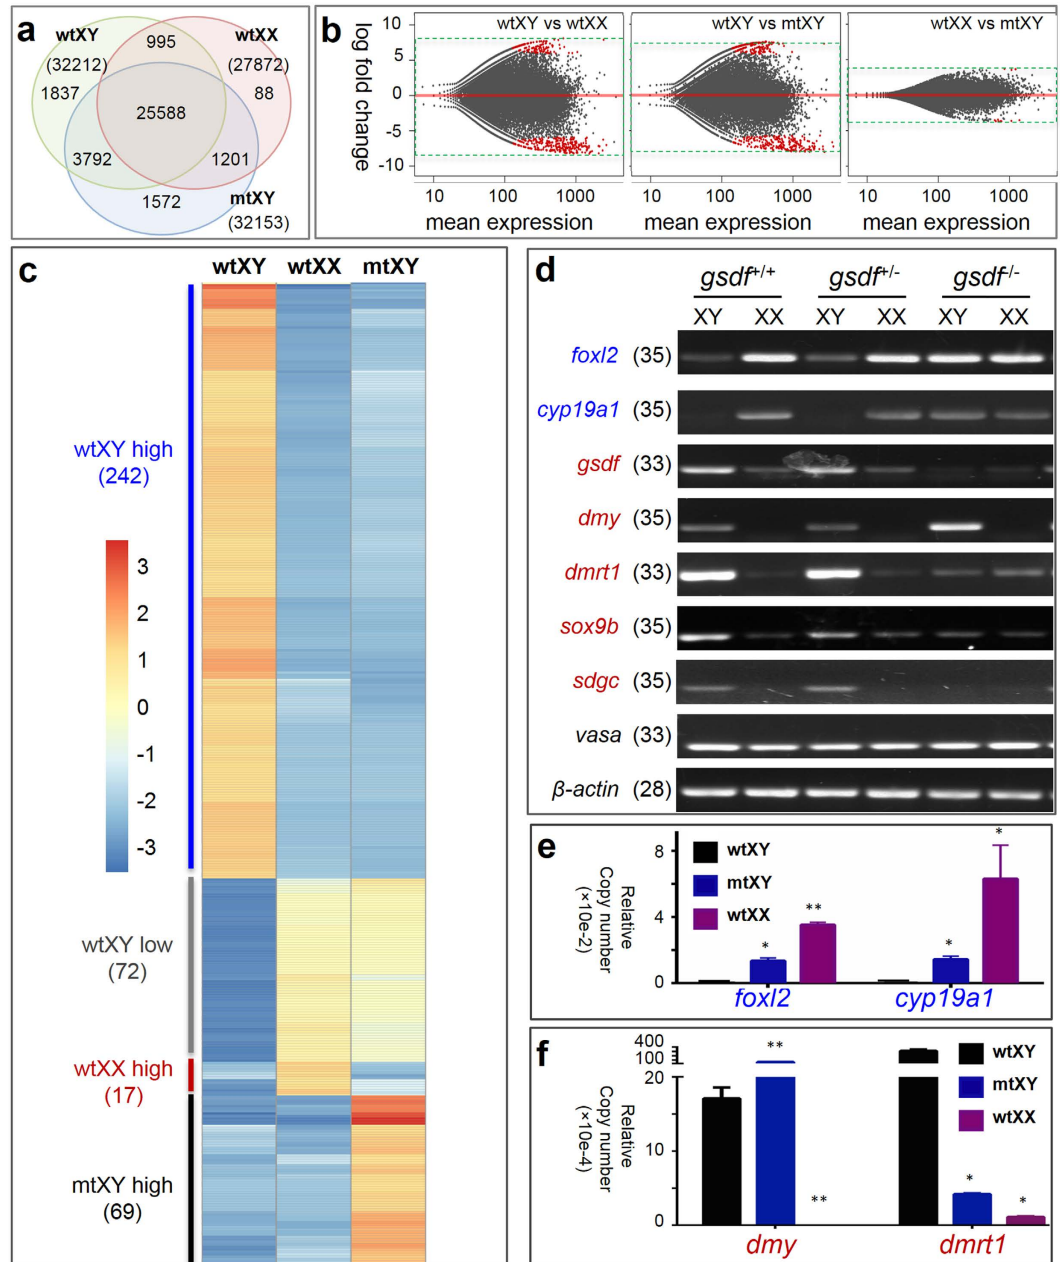 a
wtXY
995
wtXX
(32212)
(27872)
1837
88
25588
3792
1201
1572
mtXY
(32153)
b
log fold change
10
5
0
-5
-10
wtXY vs wtXX
wtXY vs mtXY
wtXX vs mtXY
10 100 1000
10 100 1000
10 100 1000
mean expression
mean expression
mean expression
c
wtXY wtXX mtXY
wtXY high
(242)
3
2
1
0
-1
-2
-3
wtXY low
(72)
wtXX high
(17)
mtXY high
(69)
d
gsdf+/+ gsdf+/- gsdf-/-
XY XX XY XX XY XX
foxl2 (35)
cyp19a1 (35)
gsdf (33)
dmy (35)
dmrt1 (33)
sox9b (35)
sdgc (35)
vasa (33)
β-actin (28)
e
Relative
Copy number
(×10e-2)
8
4
0
wtXY
mtXY
wtXX
*
**
*
*
foxl2 cyp19a1
f
Relative
Copy number
(×10e-4)
400
100
20
10
0
**
**
*
*
wtXY
mtXY
wtXX
dmy dmrt1